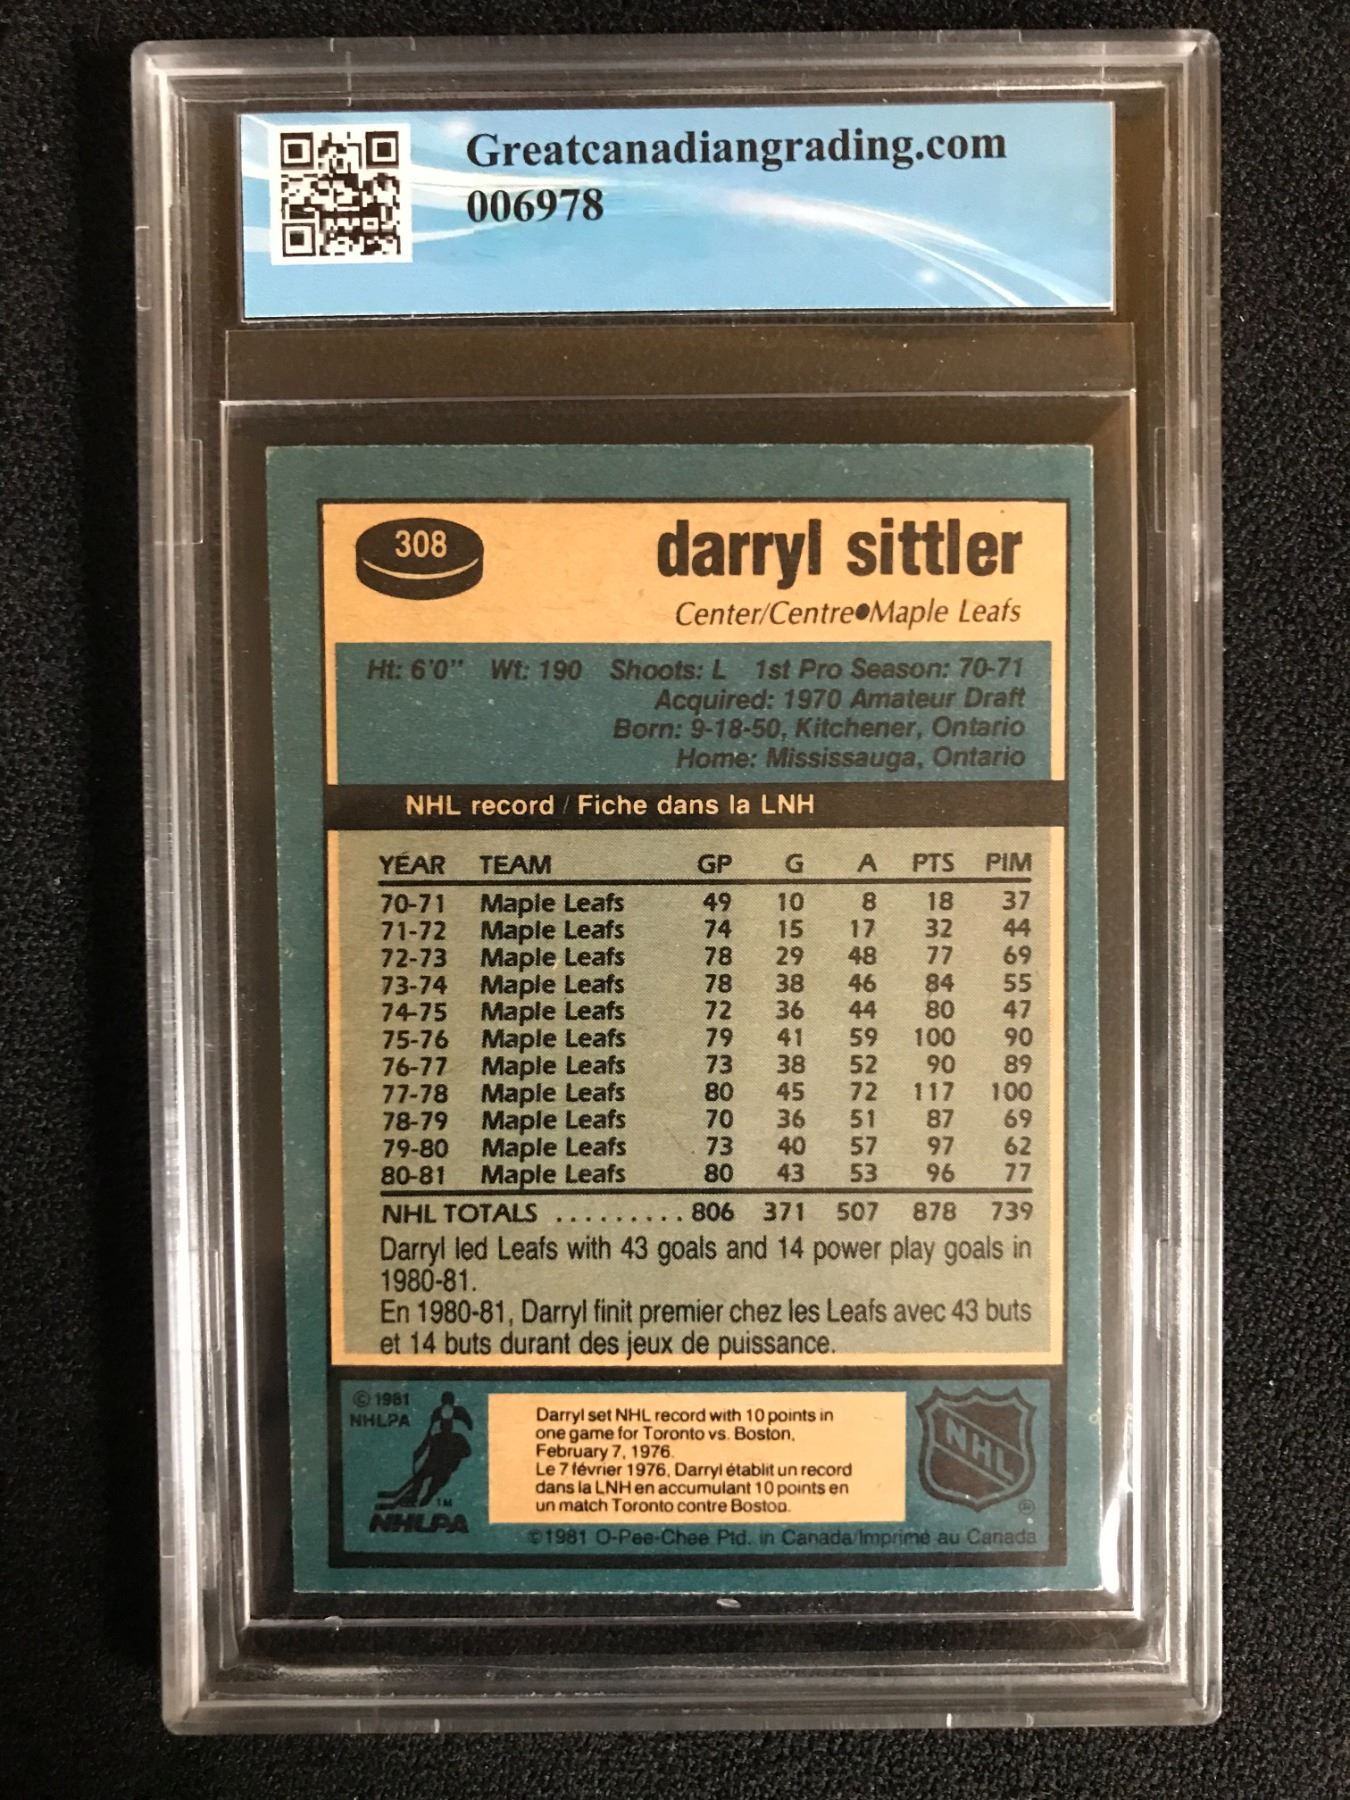 Greatcanadiangrading.com
006978
308
darryl sittler
Center/Centre●Maple Leafs
Ht: 6'0" Wt: 190 Shoots: L 1st Pro Season: 70-71
Acquired: 1970 Amateur Draft
Born: 9-18-50, Kitchener, Ontario
Home: Mississauga, Ontario
NHL record / Fiche dans la LNH
YEAR TEAM GP G A PTS PIM
70-71 Maple Leafs 49 10 8 18 37
71-72 Maple Leafs 74 15 17 32 44
72-73 Maple Leafs 78 29 48 77 69
73-74 Maple Leafs 78 38 46 84 55
74-75 Maple Leafs 72 36 44 80 47
75-76 Maple Leafs 79 41 59 100 90
76-77 Maple Leafs 73 38 52 90 89
77-78 Maple Leafs 80 45 72 117 100
78-79 Maple Leafs 70 36 51 87 69
79-80 Maple Leafs 73 40 57 97 62
80-81 Maple Leafs 80 43 53 96 77
NHL TOTALS ......... 806 371 507 878 739
Darryl led Leafs with 43 goals and 14 power play goals in
1980-81.
En 1980-81, Darryl finit premier chez les Leafs avec 43 buts
et 14 buts durant des jeux de puissance.
© 1981
NHLPA
TM
NHLPA
Darryl set NHL record with 10 points in
one game for Toronto vs. Boston,
February 7, 1976.
Le 7 février 1976, Darryl établit un record
dans la LNH en accumulant 10 points en
un match Toronto contre Boston.
NHL
®
©1981 O-Pee-Chee Ptd. in Canada/Imprimé au Canada